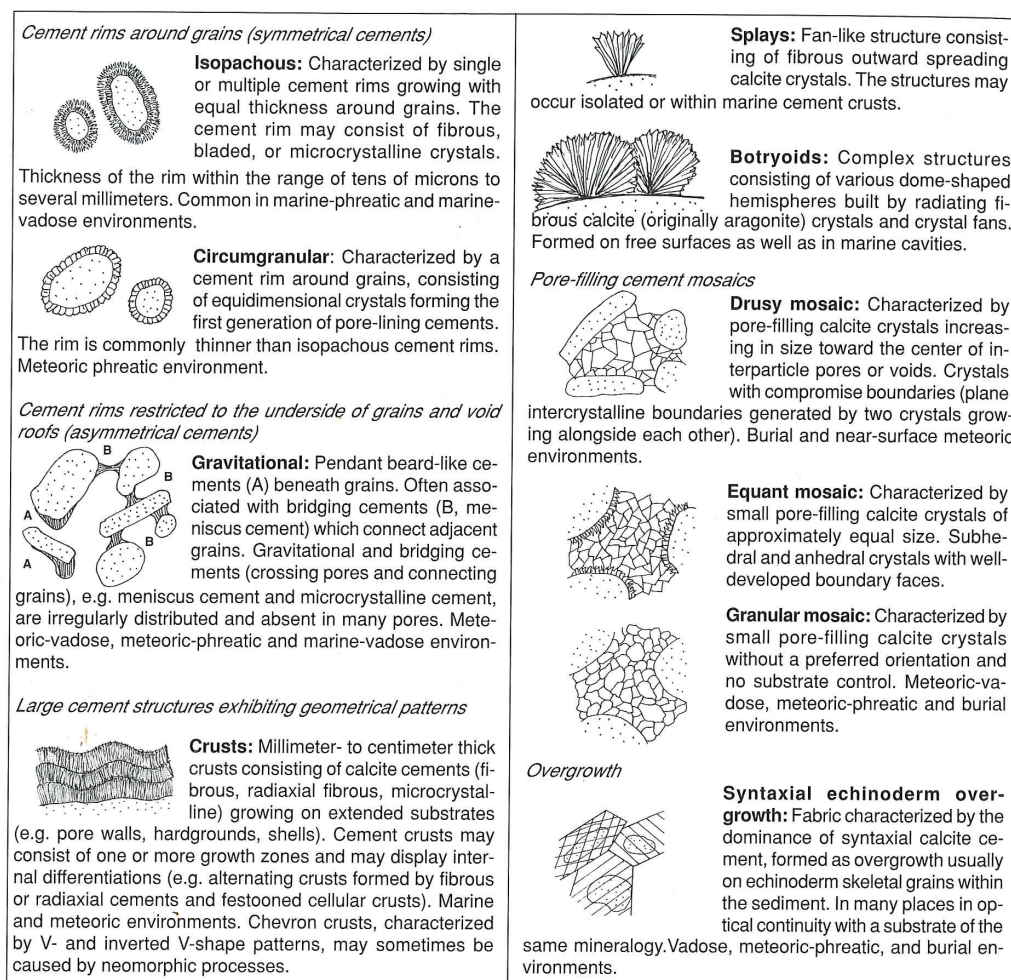 Cement rims around grains (symmetrical cements)
Isopachous: Characterized by single
or multiple cement rims growing with
equal thickness around grains. The
cement rim may consist of fibrous,
bladed, or microcrystalline crystals.
Thickness of the rim within the range of tens of microns to
several millimeters. Common in marine-phreatic and marine-
vadose environments.
Circumgranular: Characterized by a
cement rim around grains, consisting
of equidimensional crystals forming the
first generation of pore-lining cements.
The rim is commonly thinner than isopachous cement rims.
Meteoric phreatic environment.
Cement rims restricted to the underside of grains and void
roofs (asymmetrical cements)
B
B
A
B
A
Gravitational: Pendant beard-like ce-
ments (A) beneath grains. Often asso-
ciated with bridging cements (B, me-
niscus cement) which connect adjacent
grains. Gravitational and bridging ce-
ments (crossing pores and connecting
grains), e.g. meniscus cement and microcrystalline cement,
are irregularly distributed and absent in many pores. Mete-
oric-vadose, meteoric-phreatic and marine-vadose environ-
ments.
Large cement structures exhibiting geometrical patterns
Crusts: Millimeter- to centimeter thick
crusts consisting of calcite cements (fi-
brous, radiaxial fibrous, microcrystal-
line) growing on extended substrates
(e.g. pore walls, hardgrounds, shells). Cement crusts may
consist of one or more growth zones and may display inter-
nal differentiations (e.g. alternating crusts formed by fibrous
or radiaxial cements and festooned cellular crusts). Marine
and meteoric environments. Chevron crusts, characterized
by V- and inverted V-shape patterns, may sometimes be
caused by neomorphic processes.
Splays: Fan-like structure consist-
ing of fibrous outward spreading
calcite crystals. The structures may
occur isolated or within marine cement crusts.
Botryoids: Complex structures
consisting of various dome-shaped
hemispheres built by radiating fi-
brous calcite (originally aragonite) crystals and crystal fans.
Formed on free surfaces as well as in marine cavities.
Pore-filling cement mosaics
Drusy mosaic: Characterized by
pore-filling calcite crystals increas-
ing in size toward the center of in-
terparticle pores or voids. Crystals
with compromise boundaries (plane
intercrystalline boundaries generated by two crystals grow-
ing alongside each other). Burial and near-surface meteoric
environments.
Equant mosaic: Characterized by
small pore-filling calcite crystals of
approximately equal size. Subhe-
dral and anhedral crystals with well-
developed boundary faces.
Granular mosaic: Characterized by
small pore-filling calcite crystals
without a preferred orientation and
no substrate control. Meteoric-va-
dose, meteoric-phreatic and burial
environments.
Overgrowth
Syntaxial echinoderm over-
growth: Fabric characterized by the
dominance of syntaxial calcite ce-
ment, formed as overgrowth usually
on echinoderm skeletal grains within
the sediment. In many places in op-
tical continuity with a substrate of the
same mineralogy. Vadose, meteoric-phreatic, and burial en-
vironments.